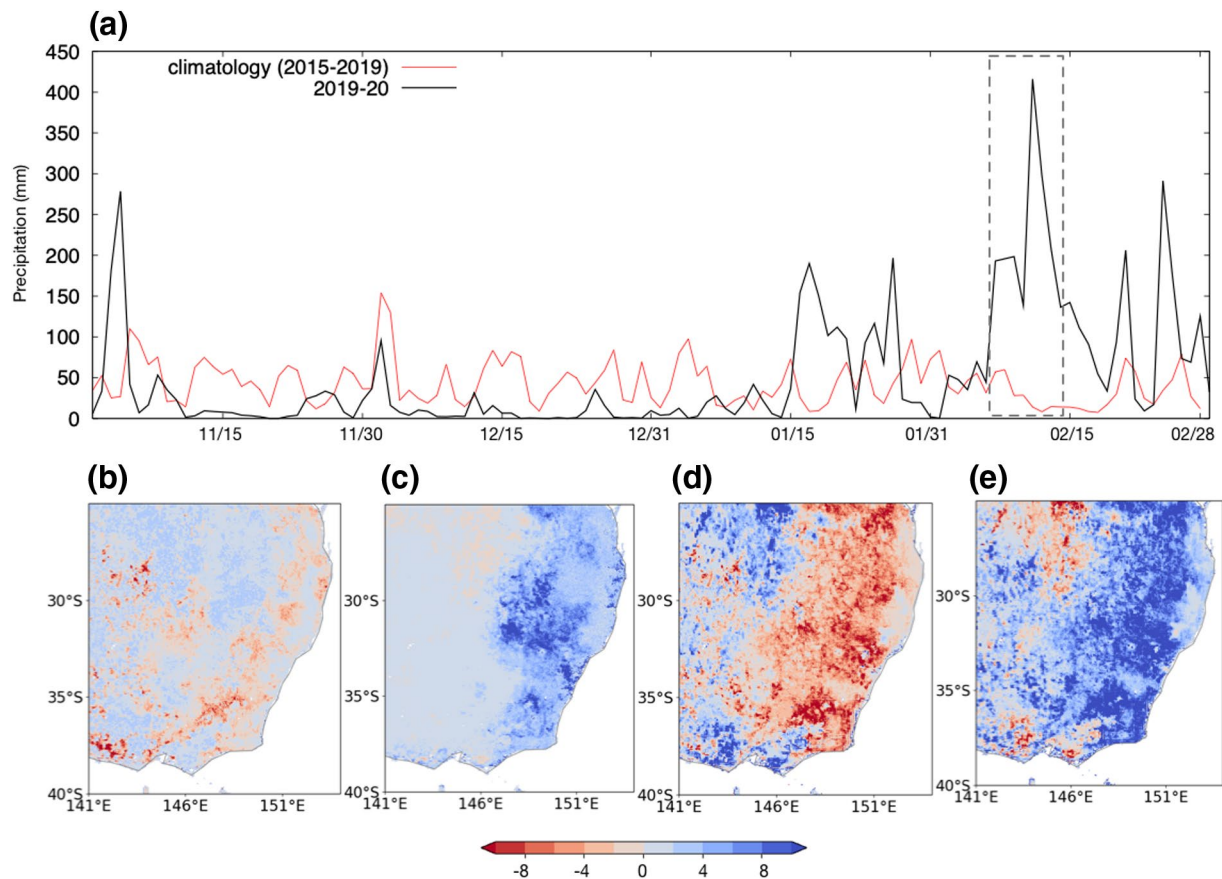 (a)
450
400
350
300
250
200
150
100
50
0
Precipitation (mm)
climatology (2015-2019)
2019-20
11/15 11/30 12/15 12/31 01/15 01/31 02/15 02/28
(b) (c) (d) (e)
30°S 30°S 30°S 30°S
35°S 35°S 35°S 35°S
40°S 40°S 40°S 40°S
141°E 146°E 151°E 141°E 146°E 151°E 141°E 146°E 151°E 141°E 146°E 151°E
-8 -4 0 4 8